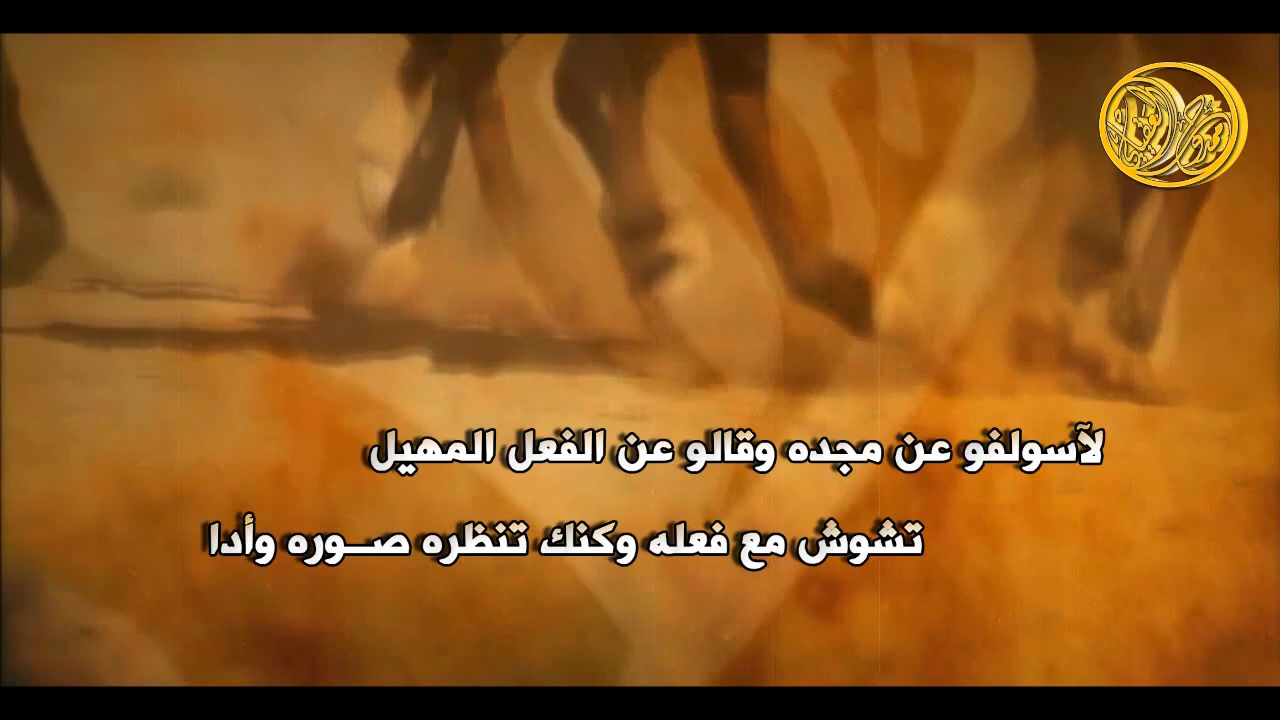 لآسولفو عن مجده وقالو عن الفعل المهيل
تشوش مع فعله وكنك تنظره صــوره وأدا